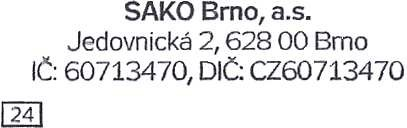 SAKO Brno, a.s.
Jedovnická 2, 628 00 Brno
IČ: 60713470, DIČ: CZ60713470
24